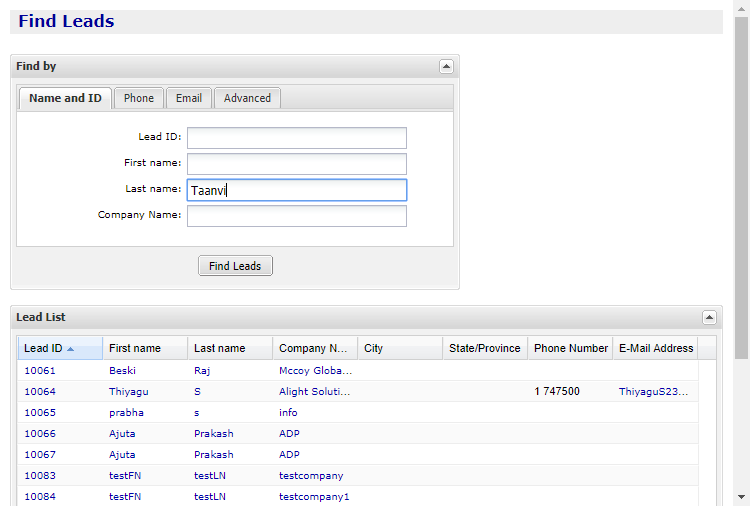 Find Leads
Find by
Name and ID Phone Email Advanced
Lead ID:
First name:
Last name: Taanvi
Company Name:
Find Leads
Lead List
Lead ID First name Last name Company N... City State/Province Phone Number E-Mail Address
10061 Beski Raj Mccoy Globa...
10064 Thiyagu S Alight Soluti... 1 747500 ThiyaguS23...
10065 prabha s info
10066 Ajuta Prakash ADP
10067 Ajuta Prakash ADP
10083 testFN testLN testcompany
10084 testFN testLN testcompany1